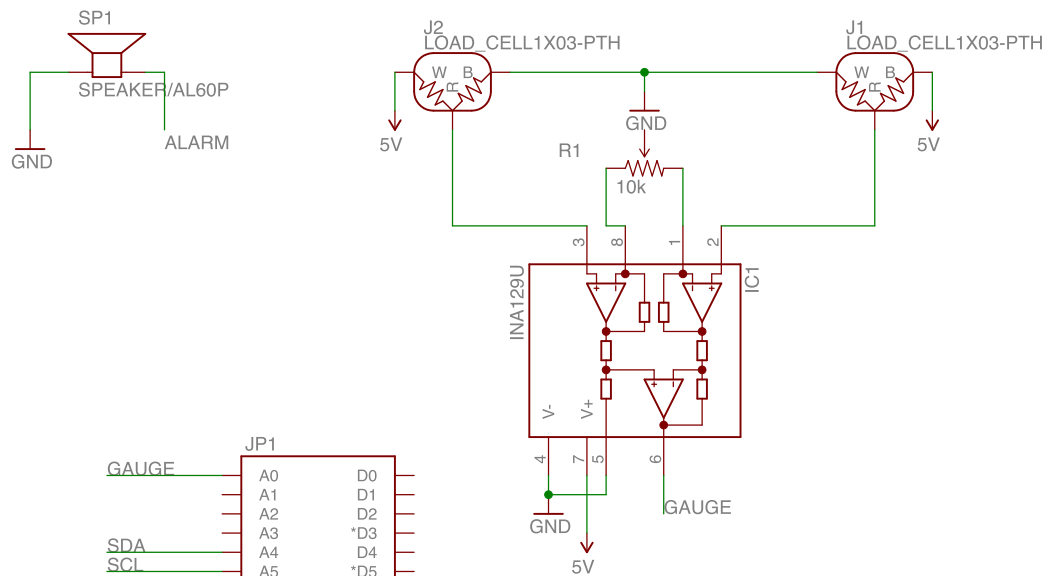 SP1
SPEAKER/AL60P
GND
ALARM
J2
LOAD_CELL1X03-PTH
W
R
B
5V
GND
J1
LOAD_CELL1X03-PTH
W
R
B
5V
R1
10k
3
8
1
2
INA129U
IC1
+
-
-
+
+
-
V-
V+
4
7
5
6
GND
5V
GAUGE
JP1
GAUGE
A0
D0
A1
D1
A2
D2
A3
*D3
SDA
A4
D4
SCL
A5
*D5